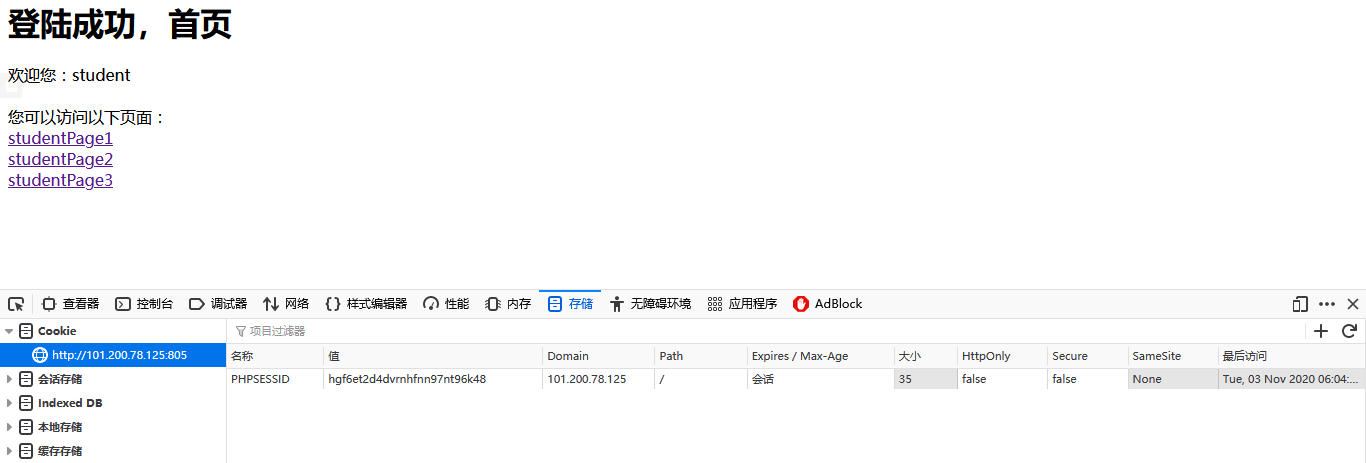 登陆成功，首页
欢迎您：student
您可以访问以下页面：
studentPage1
studentPage2
studentPage3
查看器 控制台 调试器 网络 样式编辑器 性能 内存 存储 无障碍环境 应用程序 AdBlock
Cookie 项目过滤器
http://101.200.78.125:805 名称 值 Domain Path Expires / Max-Age 大小 HttpOnly Secure SameSite 最后访问
会话存储 PHPSESSID hgf6et2d4dvrnhfnn97nt96k48 101.200.78.125 / 会话 35 false false None Tue, 03 Nov 2020 06:04:...
Indexed DB
本地存储
缓存存储